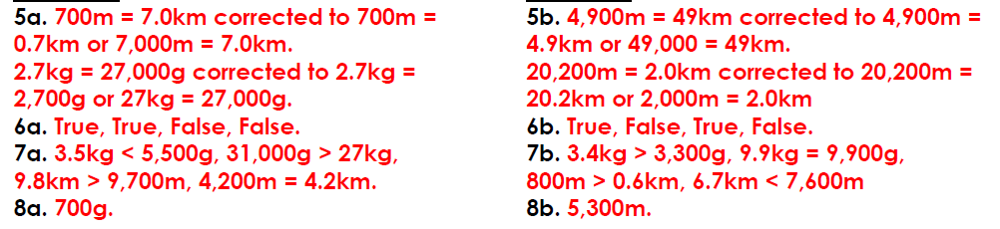 5a. 700m = 7.0km corrected to 700m =
0.7km or 7,000m = 7.0km.
2.7kg = 27,000g corrected to 2.7kg =
2,700g or 27kg = 27,000g.
6a. True, True, False, False.
7a. 3.5kg < 5,500g, 31,000g > 27kg,
9.8km > 9,700m, 4,200m = 4.2km.
8a. 700g.
5b. 4,900m = 49km corrected to 4,900m =
4.9km or 49,000 = 49km.
20,200m = 2.0km corrected to 20,200m =
20.2km or 2,000m = 2.0km
6b. True, False, True, False.
7b. 3.4kg > 3,300g, 9.9kg = 9,900g,
800m > 0.6km, 6.7km < 7,600m
8b. 5,300m.